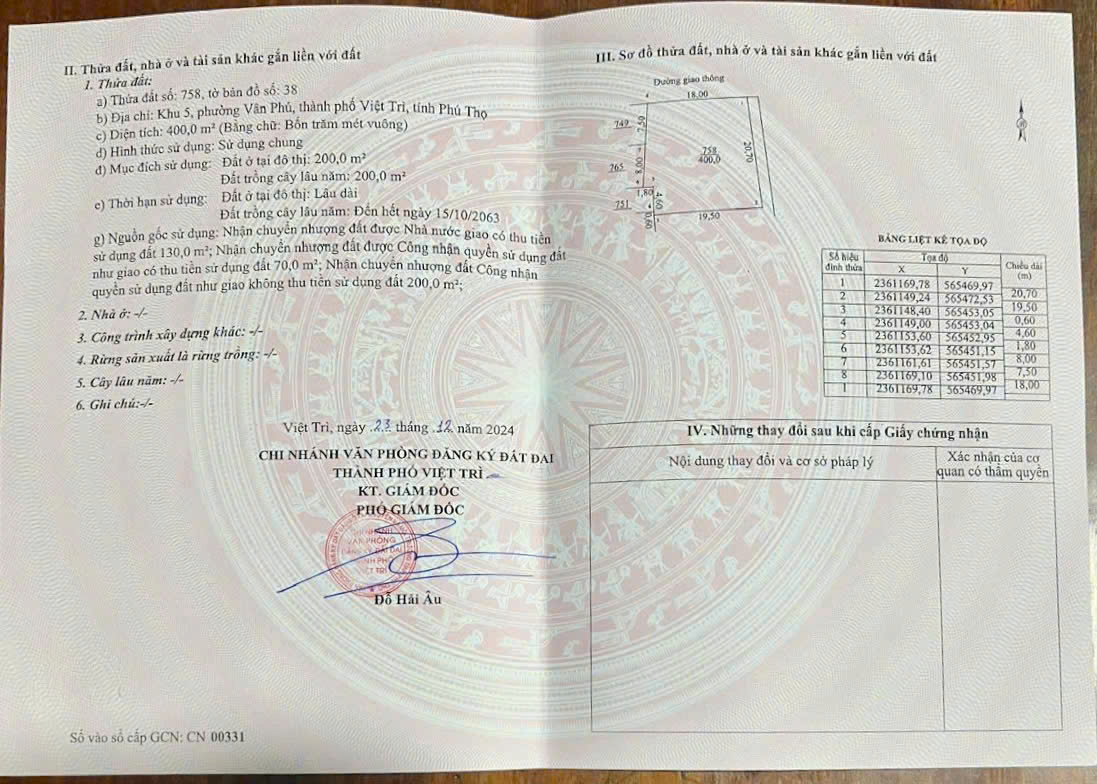 II. Thửa đất, nhà ở và tài sản khác gắn liền với đất
1. Thửa đất:
a) Thửa đất số: 758, tờ bản đồ số: 38
b) Địa chỉ: Khu 5, phường Vân Phú, thành phố Việt Trì, tỉnh Phú Thọ
c) Diện tích: 400,0 m² (Bằng chữ: Bốn trăm mét vuông)
d) Hình thức sử dụng: Sử dụng chung
đ) Mục đích sử dụng: Đất ở tại đô thị: 200,0 m²
Đất trồng cây lâu năm: 200,0 m²
e) Thời hạn sử dụng: Đất ở tại đô thị: Lâu dài
Đất trồng cây lâu năm: Đến hết ngày 15/10/2063
g) Nguồn gốc sử dụng: Nhận chuyển nhượng đất được Nhà nước giao có thu tiền
sử dụng đất 130,0 m²; Nhận chuyển nhượng đất được Công nhận quyền sử dụng đất
như giao có thu tiền sử dụng đất 70,0 m²; Nhận chuyển nhượng đất Công nhận
quyền sử dụng đất như giao không thu tiền sử dụng đất 200,0 m²;
2. Nhà ở: -/-
3. Công trình xây dựng khác: -/-
4. Rừng sản xuất là rừng trồng: -/-
5. Cây lâu năm: -/-
6. Ghi chú:-/-
Việt Trì, ngày 23 tháng 12 năm 2024
CHI NHÁNH VĂN PHÒNG ĐĂNG KÝ ĐẤT ĐAI
THÀNH PHỐ VIỆT TRÌ
KT. GIÁM ĐỐC
PHÓ GIÁM ĐỐC
CHI NHÁNH
VĂN PHÒNG
ĐĂNG KÝ ĐẤT ĐAI
THÀNH PHỐ
VIỆT TRÌ
Đỗ Hải Âu
Số vào sổ cấp GCN: CN 00331
III. Sơ đồ thửa đất, nhà ở và tài sản khác gắn liền với đất
Đường giao thông
18,00
749
7,50
758
400,0
20,70
765
8,00
1,80
751
4,60
0,60
19,50
BẢNG LIỆT KÊ TỌA ĐỘ
Số hiệu đỉnh thửa Tọa độ Chiều dài (m)
X Y
1 2361169,78 565469,97
20,70
2 2361149,24 565472,53
19,50
3 2361148,40 565453,05
0,60
4 2361149,00 565453,04
4,60
5 2361153,60 565452,95
1,80
6 2361153,62 565451,15
8,00
7 2361161,61 565451,57
7,50
8 2361169,10 565451,98
18,00
1 2361169,78 565469,97
IV. Những thay đổi sau khi cấp Giấy chứng nhận
Nội dung thay đổi và cơ sở pháp lý
Xác nhận của cơ
quan có thẩm quyền